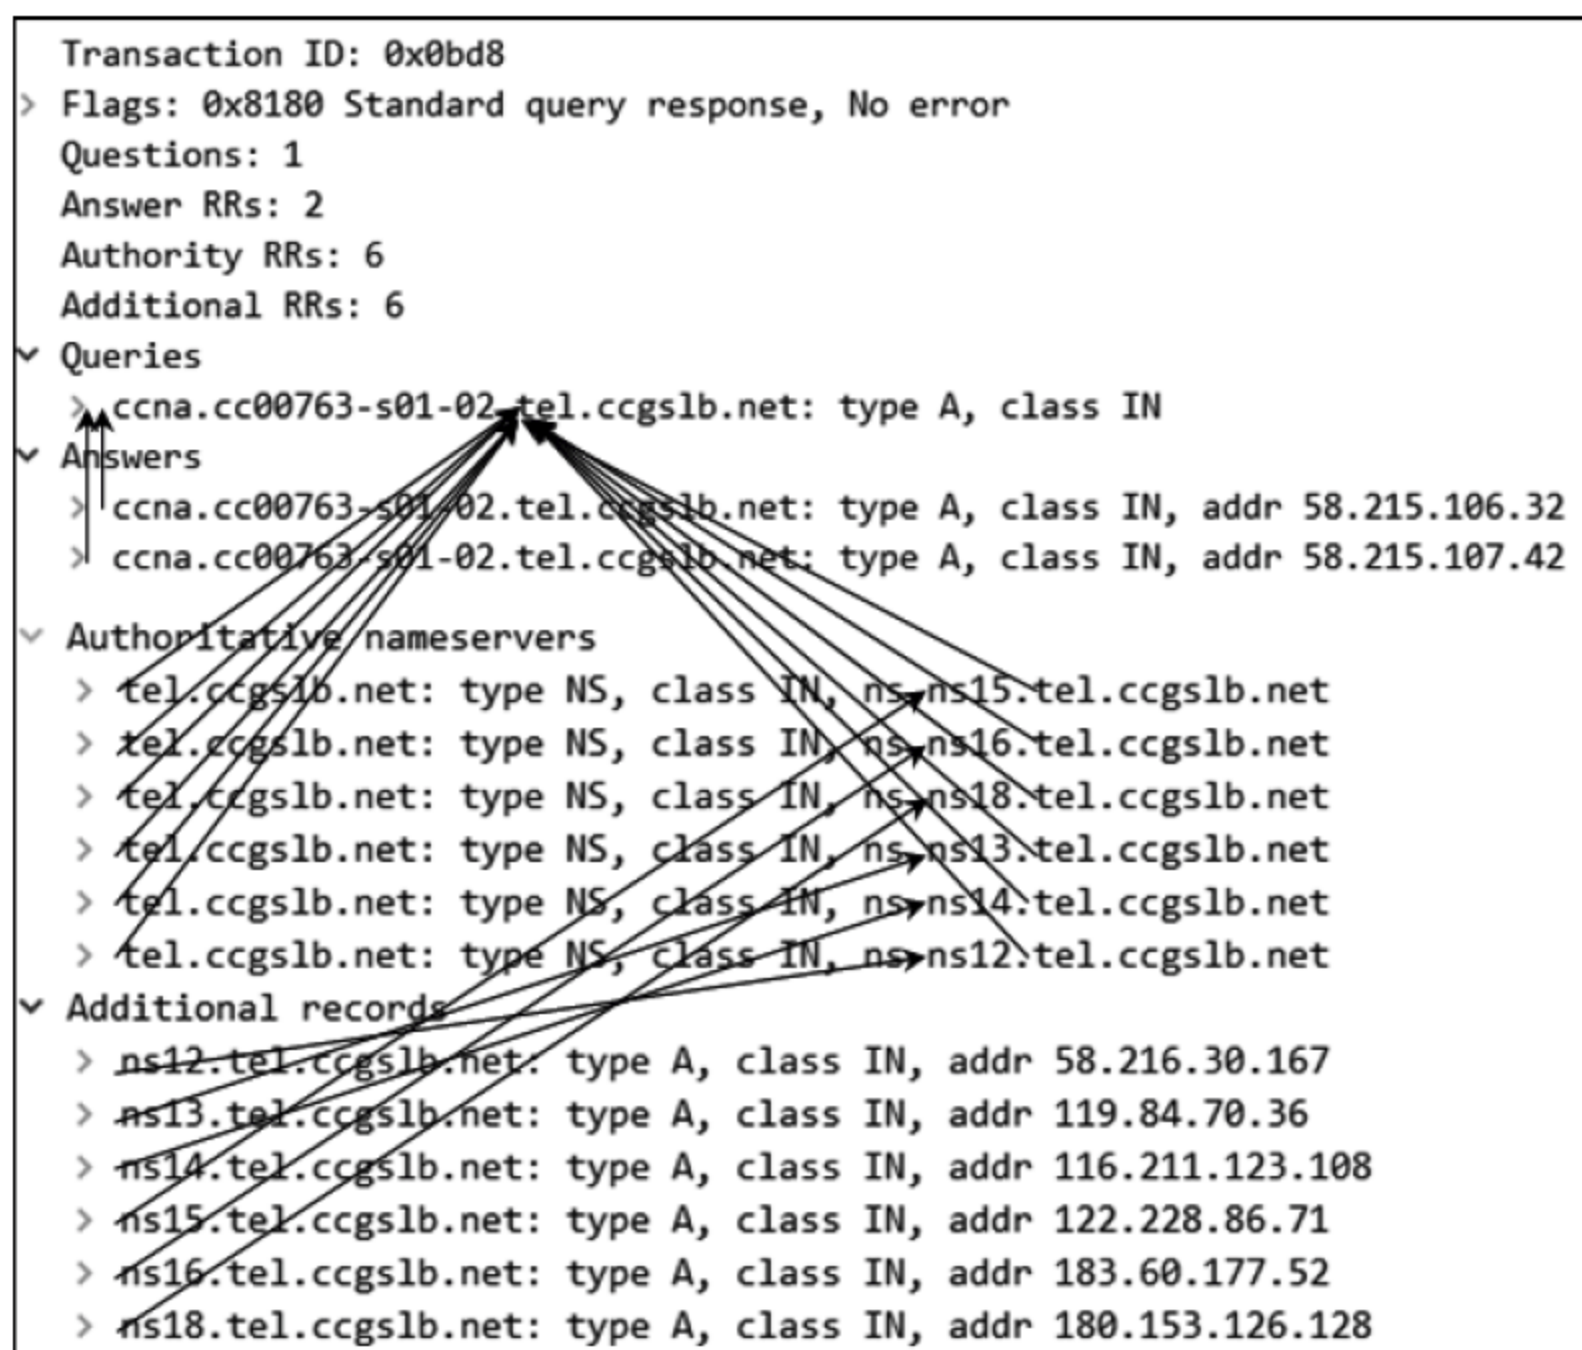 Transaction ID: 0x0bd8
Flags: 0x8180 Standard query response, No error
Questions: 1
Answer RRs: 2
Authority RRs: 6
Additional RRs: 6
Queries
ccna.cc00763-s01-02.tel.ccgslb.net: type A, class IN
Answers
ccna.cc00763-s01-02.tel.ccgslb.net: type A, class IN, addr 58.215.106.32
ccna.cc00763-s01-02.tel.ccgslb.net: type A, class IN, addr 58.215.107.42
Authoritative nameservers
tel.ccgslb.net: type NS, class IN, ns ns15.tel.ccgslb.net
tel.ccgslb.net: type NS, class IN, ns ns16.tel.ccgslb.net
tel.ccgslb.net: type NS, class IN, ns ns18.tel.ccgslb.net
tel.ccgslb.net: type NS, class IN, ns ns13.tel.ccgslb.net
tel.ccgslb.net: type NS, class IN, ns ns14.tel.ccgslb.net
tel.ccgslb.net: type NS, class IN, ns ns12.tel.ccgslb.net
Additional records
ns12.tel.ccgslb.net: type A, class IN, addr 58.216.30.167
ns13.tel.ccgslb.net: type A, class IN, addr 119.84.70.36
ns14.tel.ccgslb.net: type A, class IN, addr 116.211.123.108
ns15.tel.ccgslb.net: type A, class IN, addr 122.228.86.71
ns16.tel.ccgslb.net: type A, class IN, addr 183.60.177.52
ns18.tel.ccgslb.net: type A, class IN, addr 180.153.126.128